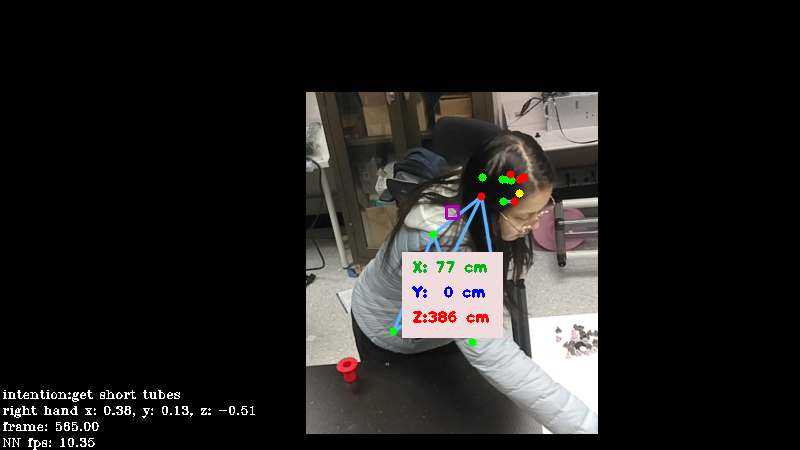 X: 77 cm
Y: 0 cm
Z:386 cm
intention:get short tubes
right hand x: 0.38, y: 0.13, z: -0.51
frame: 565.00
NN fps: 10.35